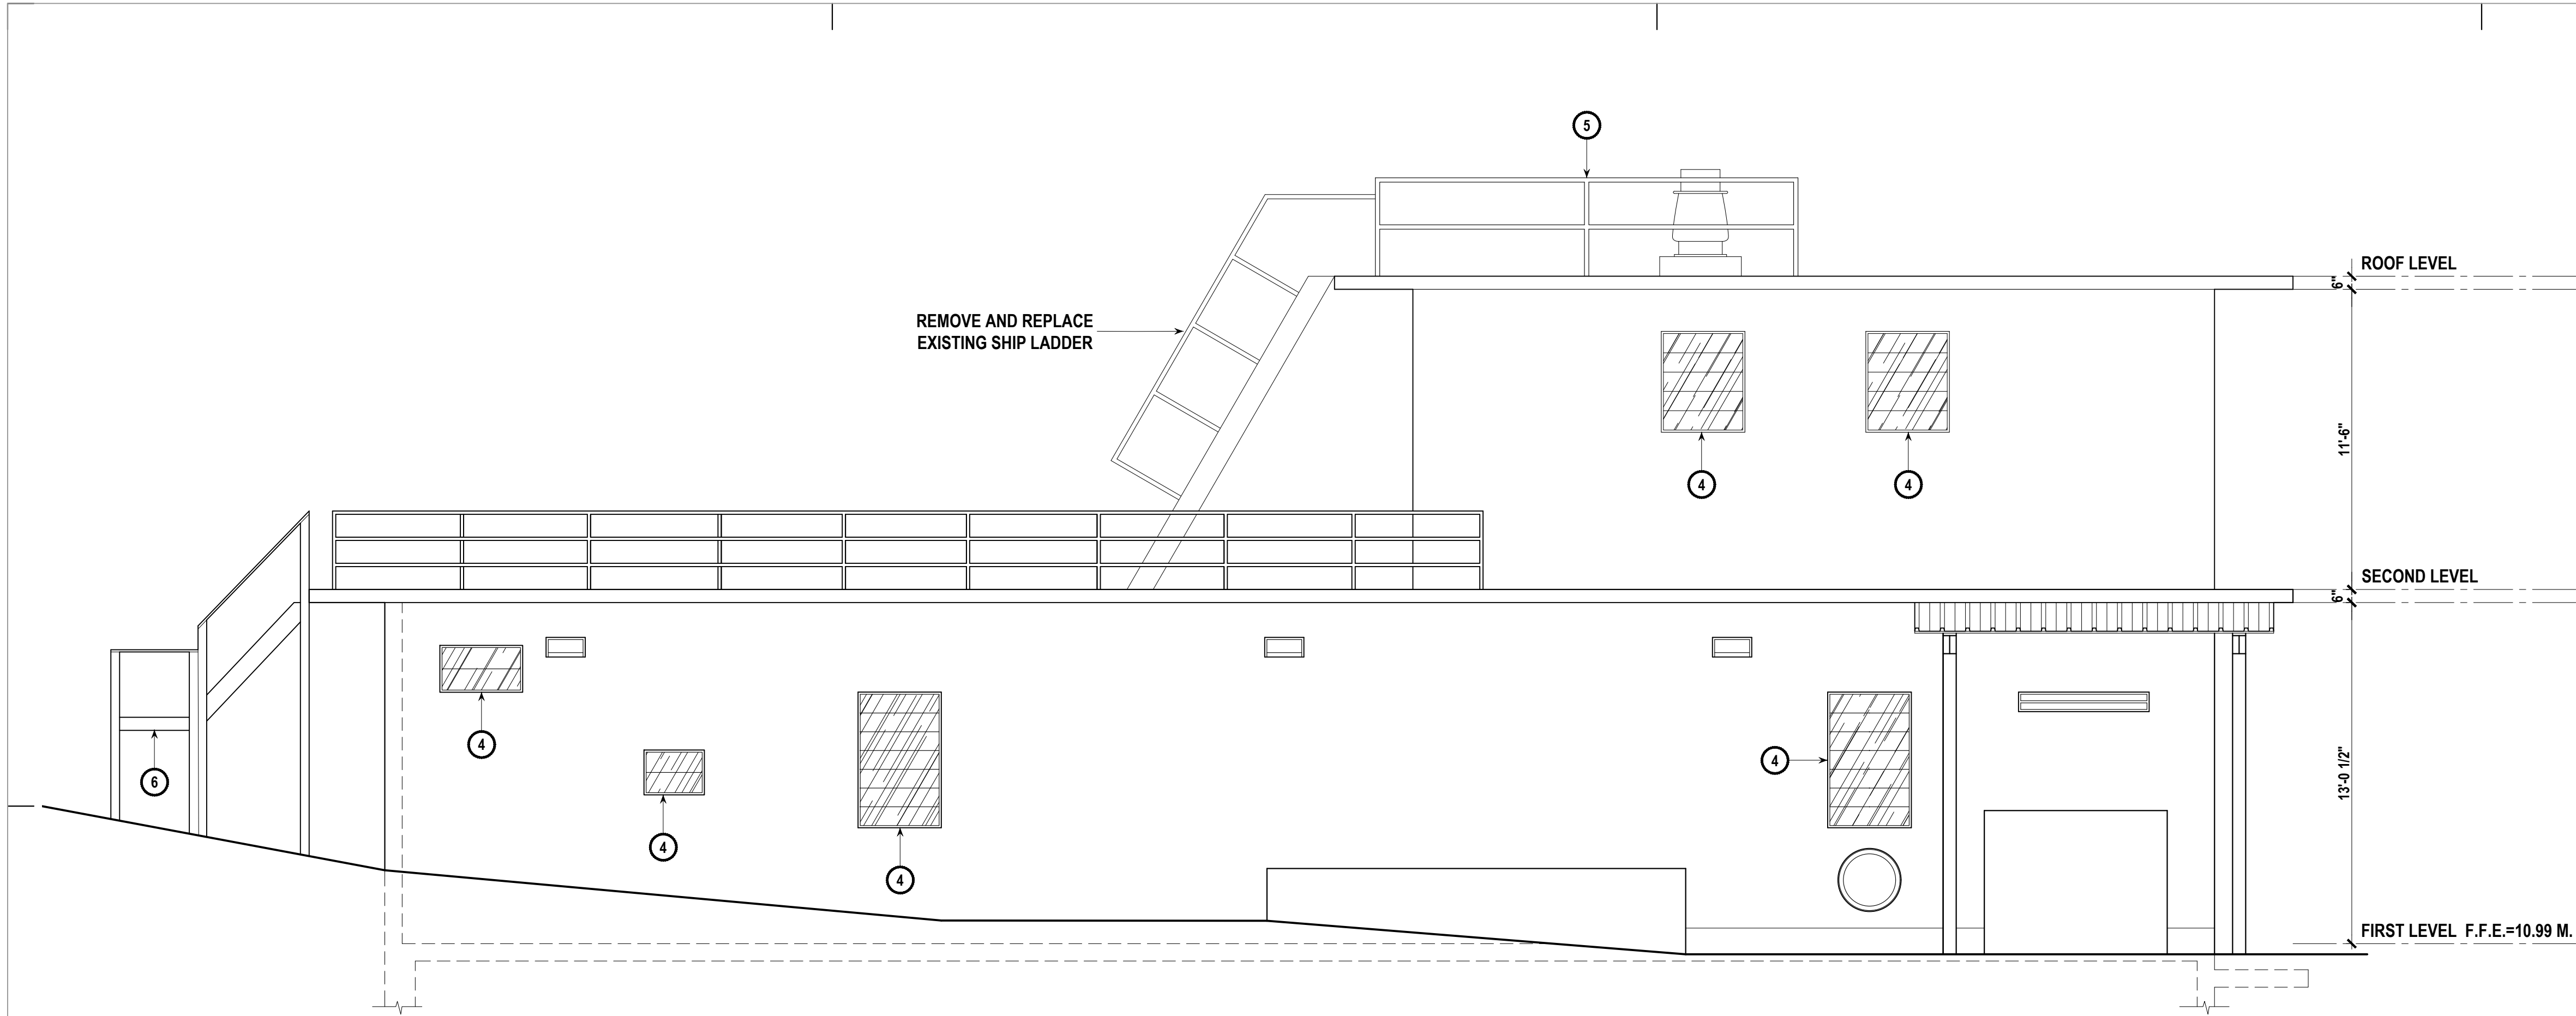 5
ROOF LEVEL
6"
REMOVE AND REPLACE
EXISTING SHIP LADDER
11'-6"
4
4
SECOND LEVEL
6"
4
4
4
4
6
13'-0 1/2"
FIRST LEVEL F.F.E.=10.99 M.